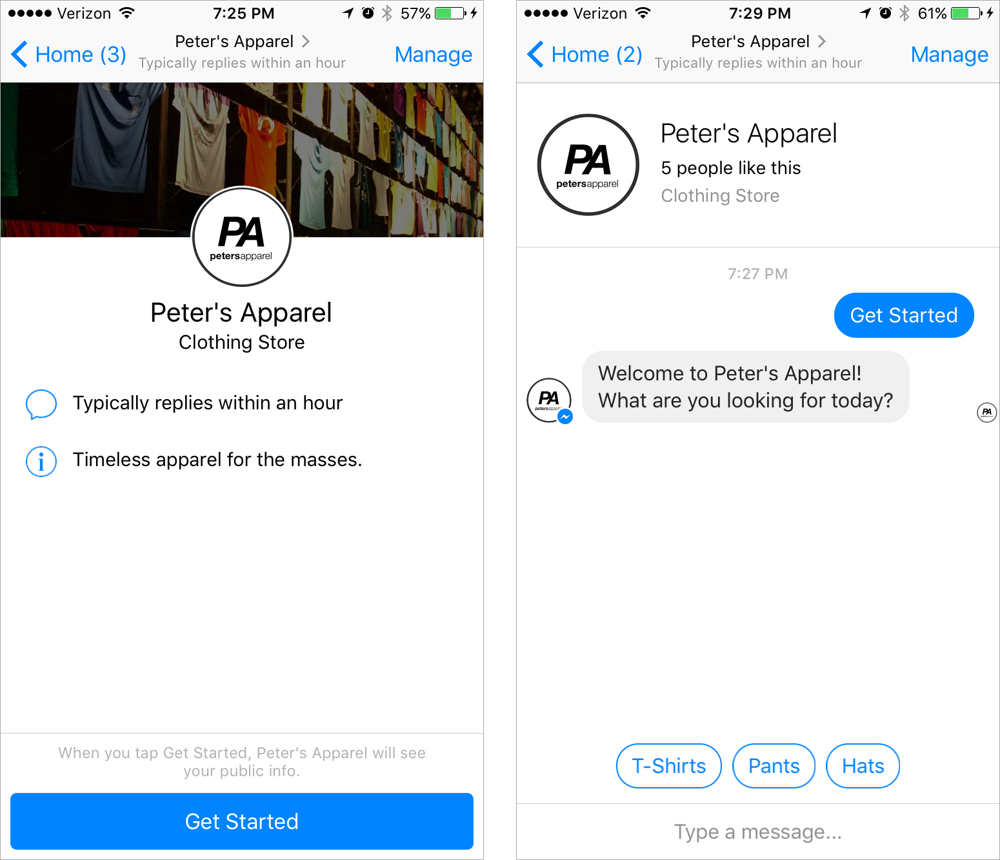 Verizon 7:25 PM 57%
Home (3)
Peter's Apparel
Typically replies within an hour
Manage
PA
petersapparel
Peter's Apparel
Clothing Store
Typically replies within an hour
Timeless apparel for the masses.
When you tap Get Started, Peter's Apparel will see
your public info.
Get Started
Verizon 7:29 PM 61%
Home (2)
Peter's Apparel
Typically replies within an hour
Manage
PA
petersapparel
Peter's Apparel
5 people like this
Clothing Store
7:27 PM
Get Started
Welcome to Peter's Apparel!
What are you looking for today?
PA
petersapparel
PA
T-Shirts Pants Hats
Type a message...